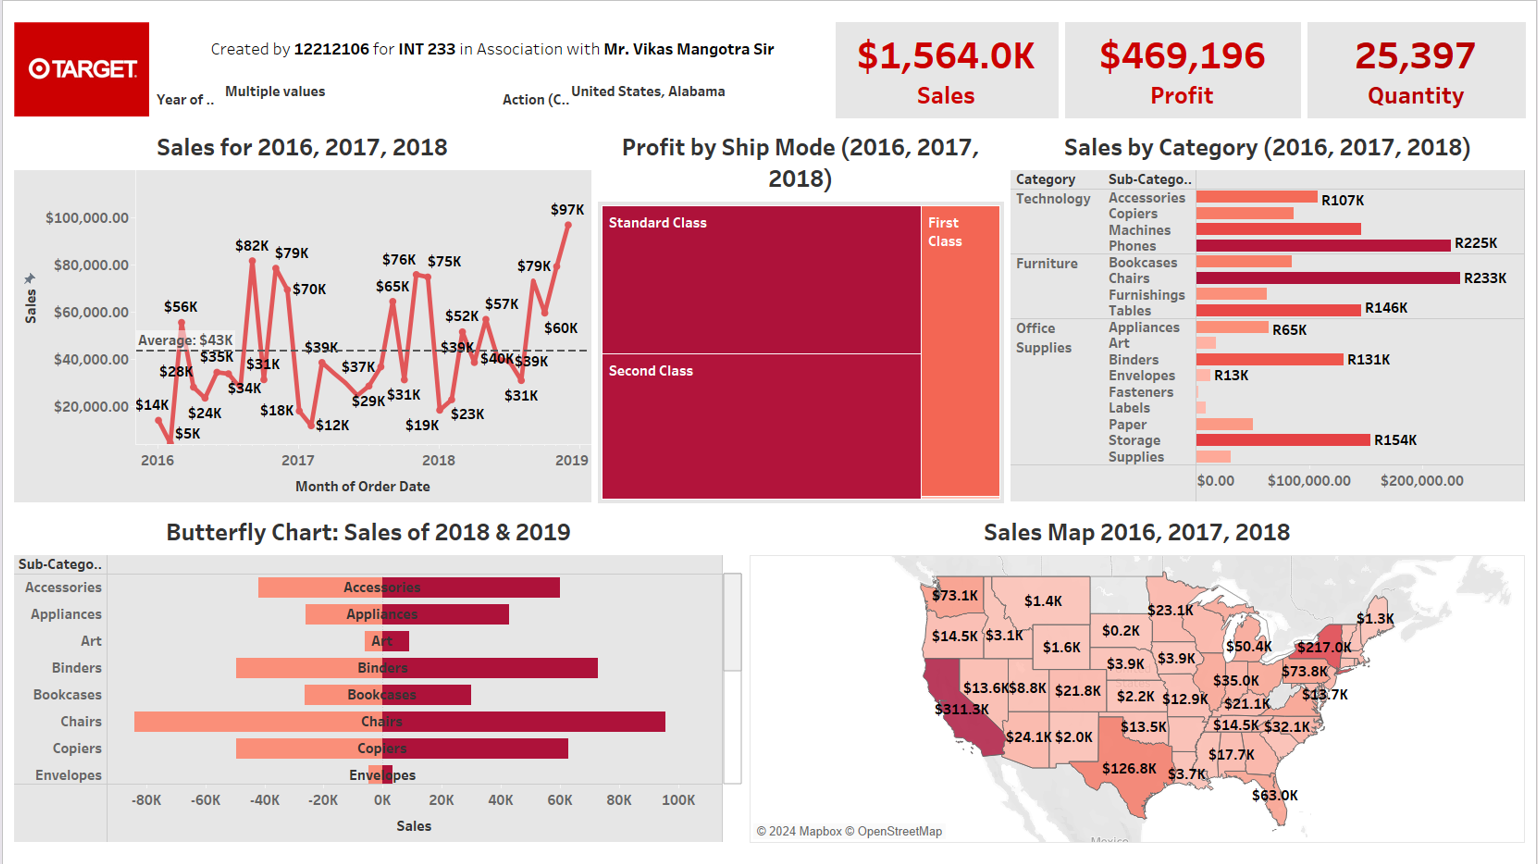 TARGET.
Created by 12212106 for INT 233 in Association with Mr. Vikas Mangotra Sir
Year of .. Multiple values
Action (C.. United States, Alabama
$1,564.0K
Sales
$469,196
Profit
25,397
Quantity
Sales for 2016, 2017, 2018
Sales
$100,000.00
$80,000.00
$60,000.00
$40,000.00
$20,000.00
Average: $43K
$14K
$5K
$56K
$28K
$24K
$35K
$34K
$82K
$31K
$79K
$70K
$18K
$12K
$39K
$37K
$29K
$65K
$31K
$76K
$75K
$19K
$23K
$52K
$39K
$57K
$40K
$31K
$39K
$79K
$60K
$97K
2016 2017 2018 2019
Month of Order Date
Profit by Ship Mode (2016, 2017,
2018)
Standard Class
Second Class
First
Class
Sales by Category (2016, 2017, 2018)
Category Sub-Catego..
Technology Accessories R107K
Copiers
Machines
Phones R225K
Furniture Bookcases
Chairs R233K
Furnishings
Tables R146K
Office
Supplies
Appliances R65K
Art
Binders R131K
Envelopes R13K
Fasteners
Labels
Paper
Storage R154K
Supplies
$0.00 $100,000.00 $200,000.00
Butterfly Chart: Sales of 2018 & 2019
Sub-Catego..
Accessories Accessories
Appliances Appliances
Art Art
Binders Binders
Bookcases Bookcases
Chairs Chairs
Copiers Copiers
Envelopes Envelopes
-80K -60K -40K -20K 0K 20K 40K 60K 80K 100K
Sales
Sales Map 2016, 2017, 2018
$73.1K
$1.4K
$23.1K
$1.3K
$14.5K
$3.1K
$0.2K
$1.6K
$50.4K
$217.0K
$3.9K
$3.9K
$73.8K
$35.0K
$13.6K
$8.8K
$21.8K
$2.2K
$12.9K
$21.1K
$13.7K
$311.3K
$24.1K
$2.0K
$13.5K
$14.5K
$32.1K
$17.7K
$126.8K
$3.7K
$63.0K
Mexico
© 2024 Mapbox © OpenStreetMap